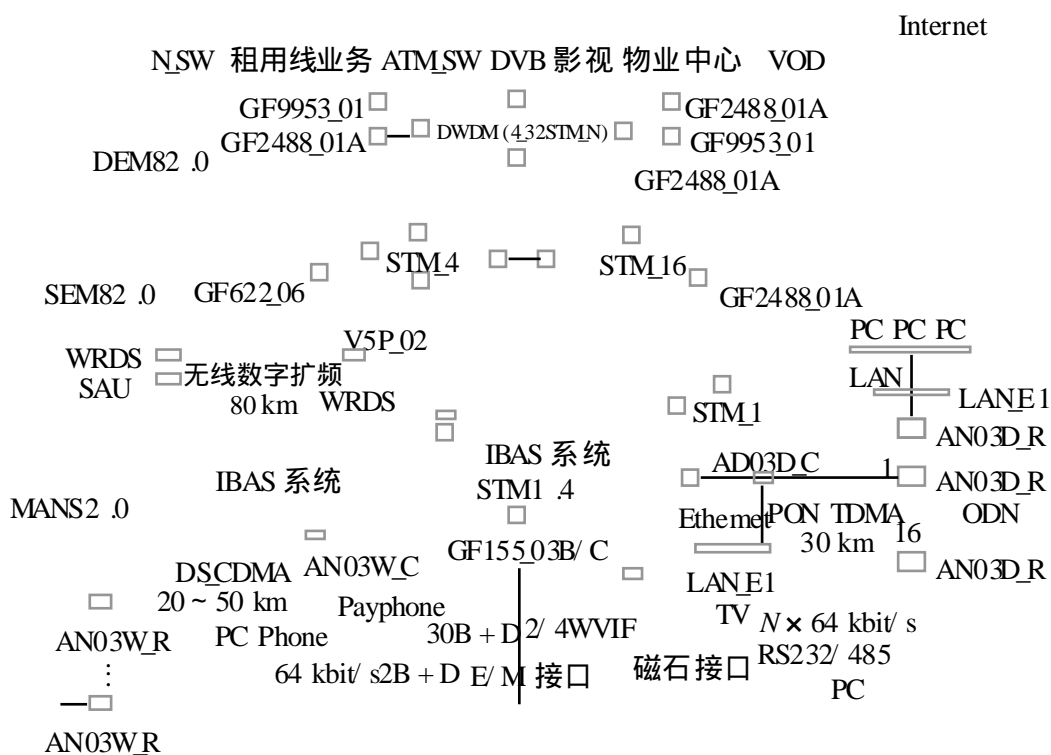 Internet
N_SW 租用线业务 ATM_SW DVB 影视 物业中心 VOD
GF9953_01
GF2488_01A
GF2488_01A
DWDM (4_32STM_N)
GF9953_01
DEM82 .0
GF2488_01A
STM_4
STM_16
SEM82 .0
GF622_06
GF2488_01A
V5P_02
PC PC PC
WRDS
SAU
无线数字扩频
80 km
WRDS
LAN
LAN_E1
STM_1
AN03D_R
IBAS 系统
IBAS 系统
STM1 .4
AD03D_C
1
AN03D_R
MANS2 .0
Ethemet
PON TDMA
ODN
30 km
16
GF155_03B/ C
AN03W_C
DS_CDMA
20 ~ 50 km
LAN_E1
AN03D_R
Payphone
TV
N × 64 kbit/ s
AN03W_R
PC Phone
30B + D
2/ 4WVIF
RS232/ 485
64 kbit/ s
2B + D
E/ M 接口
磁石接口
PC
⋮
AN03W_R